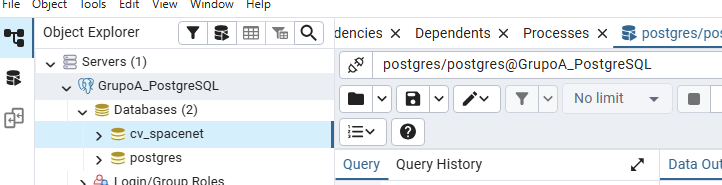 File Object Tools Edit View Window Help
Object Explorer
dencies Dependents Processes postgres/pos
Servers (1)
postgres/postgres@GrupoA_PostgreSQL
GrupoA_PostgreSQL
Databases (2)
No limit
cv_spacenet
postgres
Query Query History Data Out
Login/Group Roles